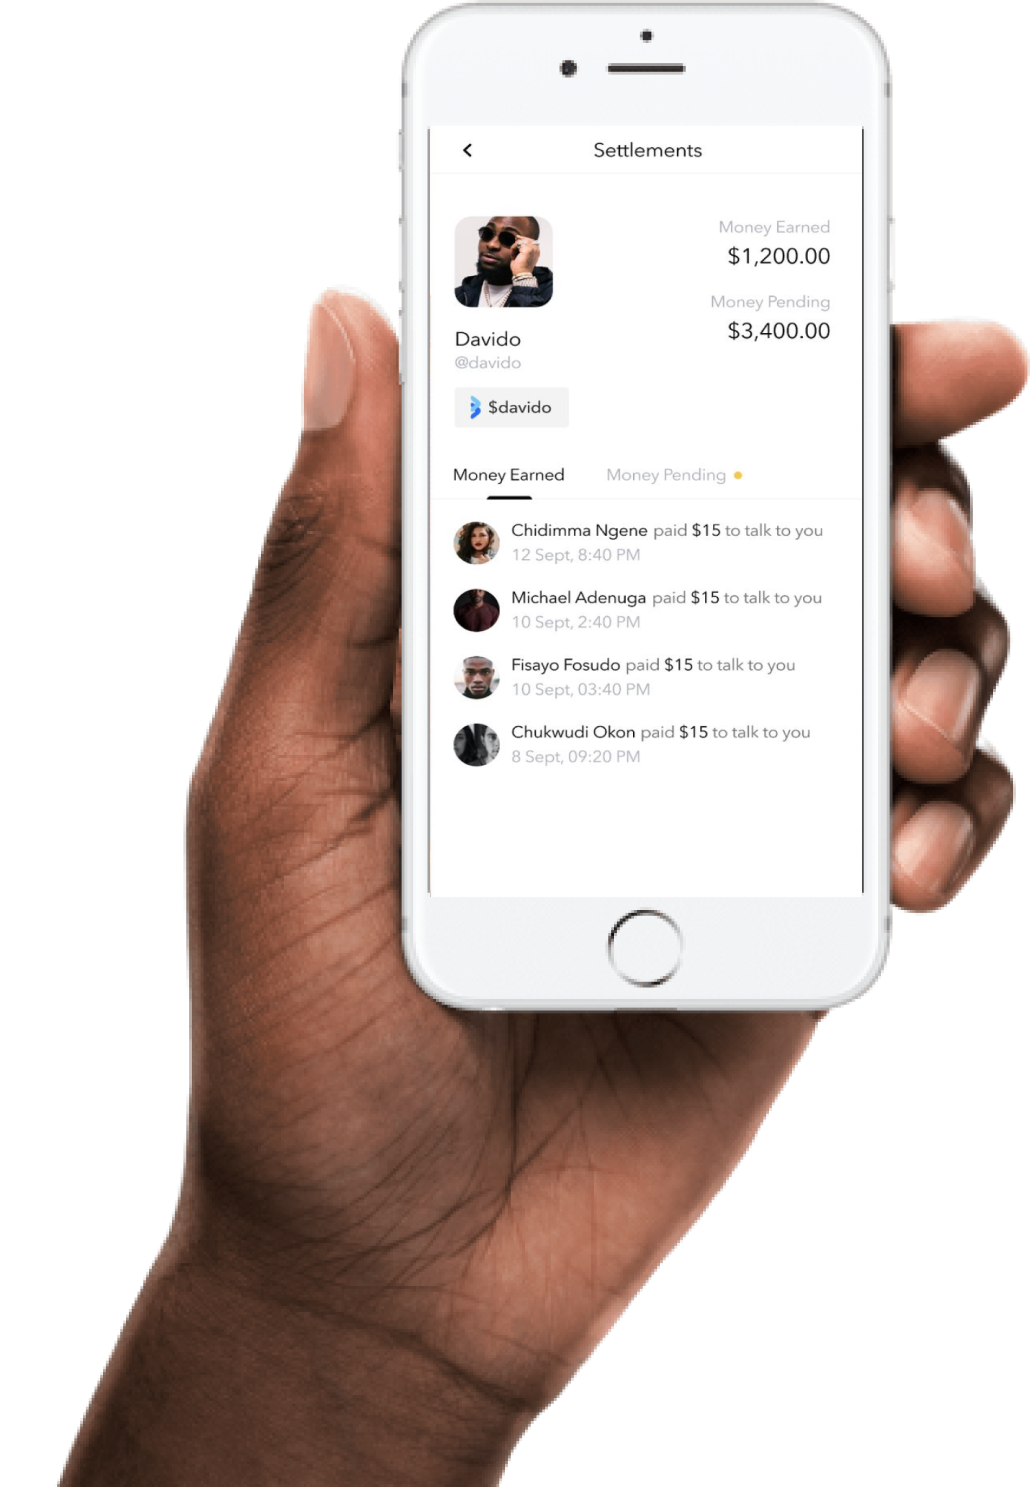 Settlements
Money Earned
$1,200.00
Money Pending
$3,400.00
Davido
@davido
$davido
Money Earned Money Pending
Chidimma Ngene paid $15 to talk to you
12 Sept, 8:40 PM
Michael Adenuga paid $15 to talk to you
10 Sept, 2:40 PM
Fisayo Fosudo paid $15 to talk to you
10 Sept, 03:40 PM
Chukwudi Okon paid $15 to talk to you
8 Sept, 09:20 PM